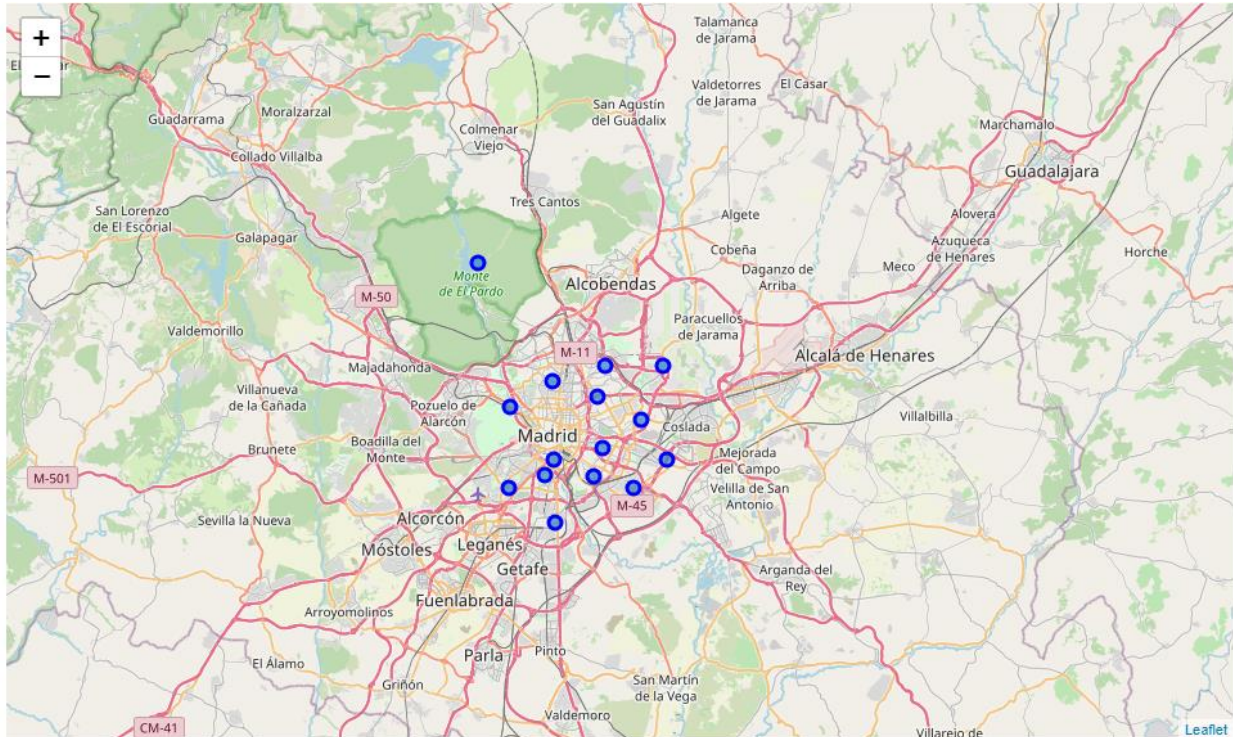 Talamanca
de Jarama
+
El
−
Valdetorres
de Jarama
El Casar
Moralzarzal
San Agustín
del Guadalix
Guadarrama
Colmenar
Viejo
Marchamalo
Collado Villalba
Guadalajara
San Lorenzo
de El Escorial
Tres Cantos
Algete
Alovera
Galapagar
Cobeña
Azuqueca
de Henares
Horche
Monte
de El Pardo
Daganzo de
Arriba
Meco
Alcobendas
M-50
Valdemorillo
Paracuellos
de Jarama
M-11
Alcalá de Henares
Majadahonda
Villanueva
de la Cañada
Pozuelo de
Alarcón
Villalbilla
Madrid
Coslada
Boadilla del
Monte
Brunete
Mejorada
del Campo
M-501
Velilla de San
Antonio
M-45
Sevilla la Nueva
Alcorcón
Móstoles
Leganés
Getafe
Arganda del
Rey
Fuenlabrada
Arroyomolinos
Parla
Pinto
El Álamo
Griñón
San Martín
de la Vega
Valdemoro
CM-41
Villarejo de
Leaflet